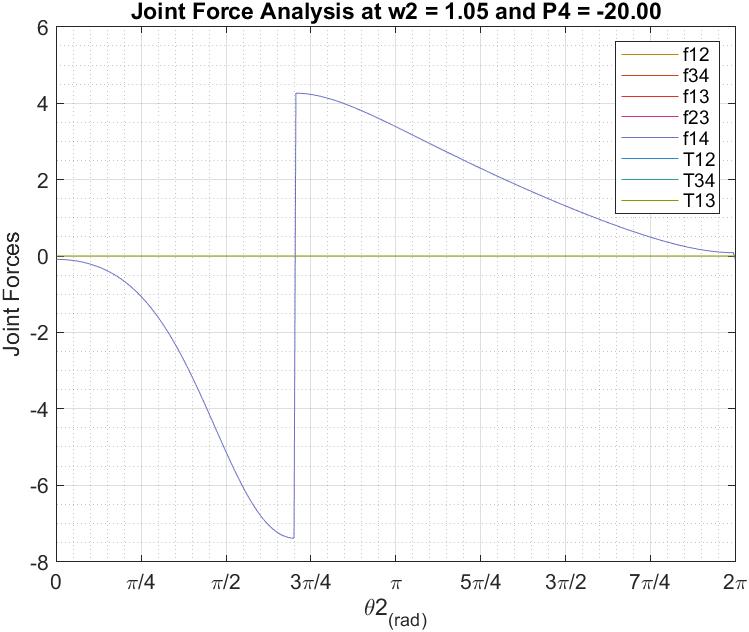 Joint Force Analysis at w2 = 1.05 and P4 = -20.00
6
4
2
0
-2
-4
-6
-8
Joint Forces
f12
f34
f13
f23
f14
T12
T34
T13
0 π/4 π/2 3π/4 π 5π/4 3π/2 7π/4 2π
θ2(rad)